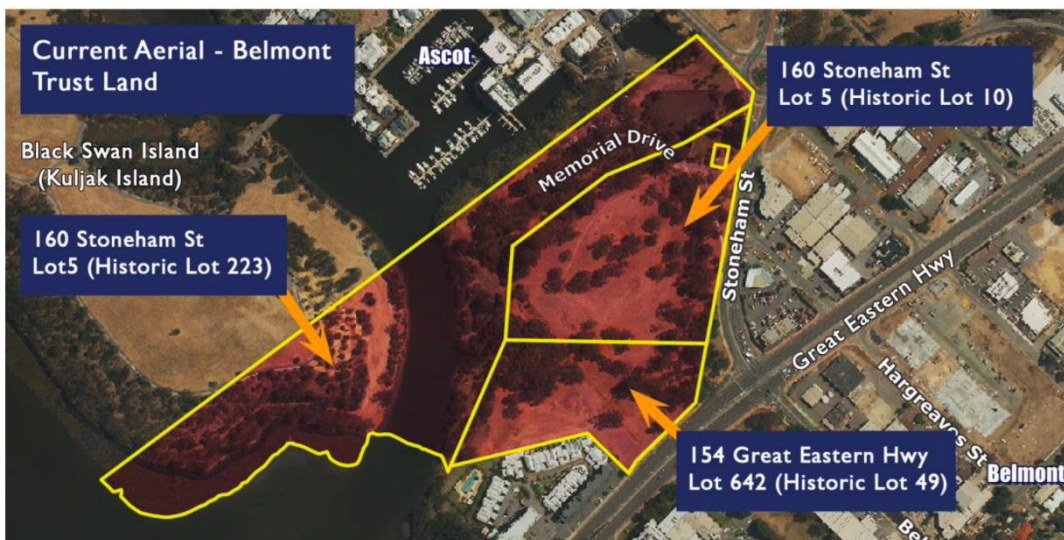 Current Aerial - Belmont
Trust Land
Ascot
160 Stoneham St
Lot 5 (Historic Lot 10)
Black Swan Island
(Kuljak Island)
Memorial Drive
160 Stoneham St
Lot5 (Historic Lot 223)
Stoneham St
Great Eastern Hwy
Hargreaves St
154 Great Eastern Hwy
Lot 642 (Historic Lot 49)
Belmont